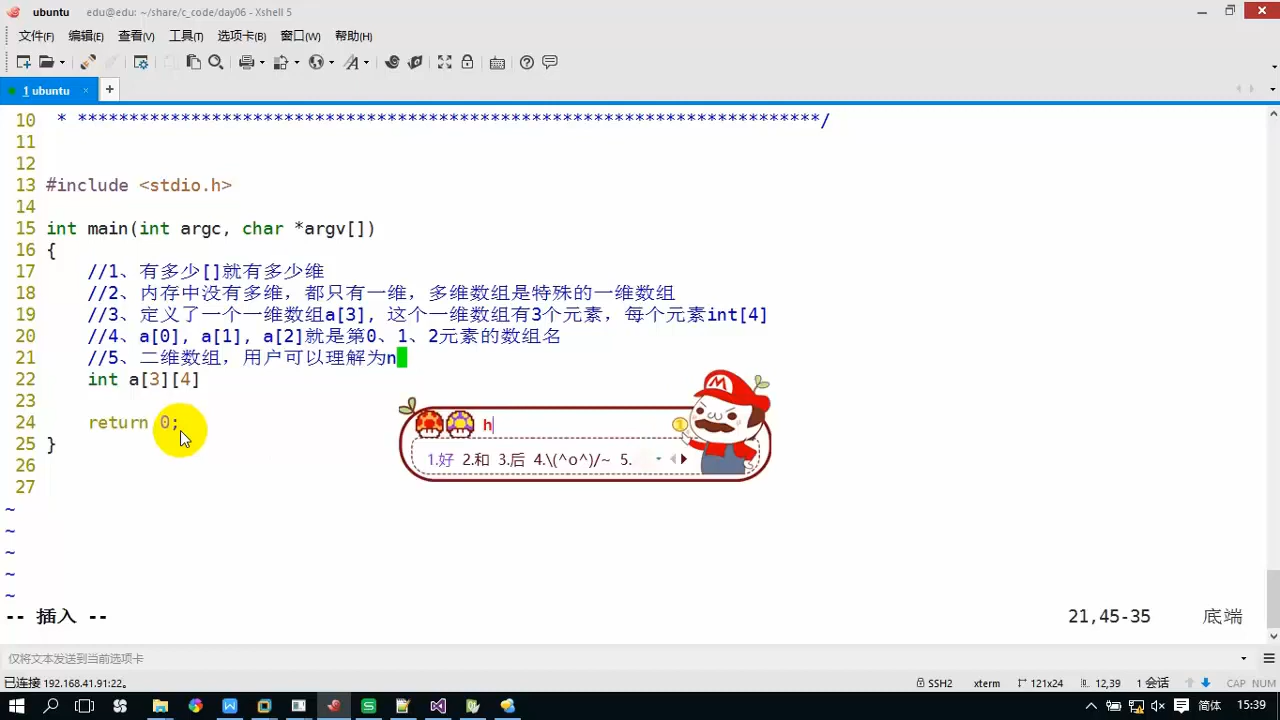 ubuntu edu@edu: ~/share/c_code/day06 - Xshell 5
文件(F) 编辑(E) 查看(V) 工具(T) 选项卡(B) 窗口(W) 帮助(H)
1 ubuntu × +
10 * ************************************************************************/
11
12
13 #include <stdio.h>
14
15 int main(int argc, char *argv[])
16 {
17 //1、有多少[]就有多少维
18 //2、内存中没有多维，都只有一维，多维数组是特殊的一维数组
19 //3、定义了一个一维数组a[3], 这个一维数组有3个元素，每个元素int[4]
20 //4、a[0], a[1], a[2]就是第0、1、2元素的数组名
21 //5、二维数组，用户可以理解为n
22 int a[3][4]
23
24 return 0;
25 }
26
27
~
~
~
~
~
h
1.好 2.和 3.后 4.\(^o^)/~ 5.
-- 插入 -- 21,45-35 底端
仅将文本发送到当前选项卡
已连接 192.168.41.91:22。 SSH2 xterm 121x24 12,39 1 会话 CAP NUM
简体 15:39